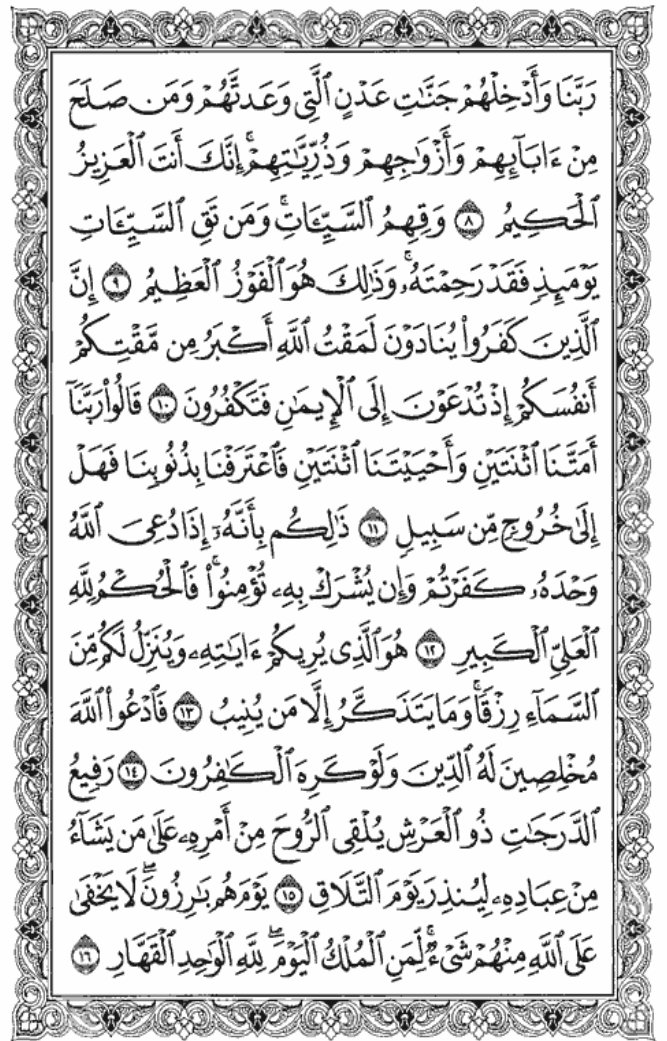 رَبَّنَا وَأَدْخِلْهُمْ جَنَّٰتِ عَدْنٍ ٱلَّتِى وَعَدتَّهُمْ وَمَن صَلَحَ
مِنْ ءَابَآئِهِمْ وَأَزْوَٰجِهِمْ وَذُرِّيَّٰتِهِمْ ۚ إِنَّكَ أَنتَ ٱلْعَزِيزُ
ٱلْحَكِيمُ ٨ وَقِهِمُ ٱلسَّيِّـَٔاتِ ۚ وَمَن تَقِ ٱلسَّيِّـَٔاتِ
يَوْمَئِذٍ فَقَدْ رَحِمْتَهُۥ ۚ وَذَٰلِكَ هُوَ ٱلْفَوْزُ ٱلْعَظِيمُ ٩ إِنَّ
ٱلَّذِينَ كَفَرُوا۟ يُنَادَوْنَ لَمَقْتُ ٱللَّهِ أَكْبَرُ مِن مَّقْتِكُمْ
أَنفُسَكُمْ إِذْ تُدْعَوْنَ إِلَى ٱلْإِيمَٰنِ فَتَكْفُرُونَ ١٠ قَالُوا۟ رَبَّنَآ
أَمَتَّنَا ٱثْنَتَيْنِ وَأَحْيَيْتَنَا ٱثْنَتَيْنِ فَٱعْتَرَفْنَا بِذُنُوبِنَا فَهَلْ
إِلَىٰ خُرُوجٍ مِّن سَبِيلٍ ١١ ذَٰلِكُم بِأَنَّهُۥٓ إِذَا دُعِىَ ٱللَّهُ
وَحْدَهُۥ كَفَرْتُمْ وَإِن يُشْرَكْ بِهِۦ تُؤْمِنُوا۟ ۚ فَٱلْحُكْمُ لِلَّهِ
ٱلْعَلِىِّ ٱلْكَبِيرِ ١٢ هُوَ ٱلَّذِى يُرِيكُمْ ءَايَٰتِهِۦ وَيُنَزِّلُ لَكُم مِّنَ
ٱلسَّمَآءِ رِزْقًا ۚ وَمَا يَتَذَكَّرُ إِلَّا مَن يُنِيبُ ١٣ فَٱدْعُوا۟ ٱللَّهَ
مُخْلِصِينَ لَهُ ٱلدِّينَ وَلَوْ كَرِهَ ٱلْكَٰفِرُونَ ١٤ رَفِيعُ
ٱلدَّرَجَٰتِ ذُو ٱلْعَرْشِ يُلْقِى ٱلرُّوحَ مِنْ أَمْرِهِۦ عَلَىٰ مَن يَشَآءُ
مِنْ عِبَادِهِۦ لِيُنذِرَ يَوْمَ ٱلتَّلَاقِ ١٥ يَوْمَ هُم بَٰرِزُونَ ۖ لَا يَخْفَىٰ
عَلَى ٱللَّهِ مِنْهُمْ شَىْءٌ ۚ لِّمَنِ ٱلْمُلْكُ ٱلْيَوْمَ ۖ لِلَّهِ ٱلْوَٰحِدِ ٱلْقَهَّارِ ١٦